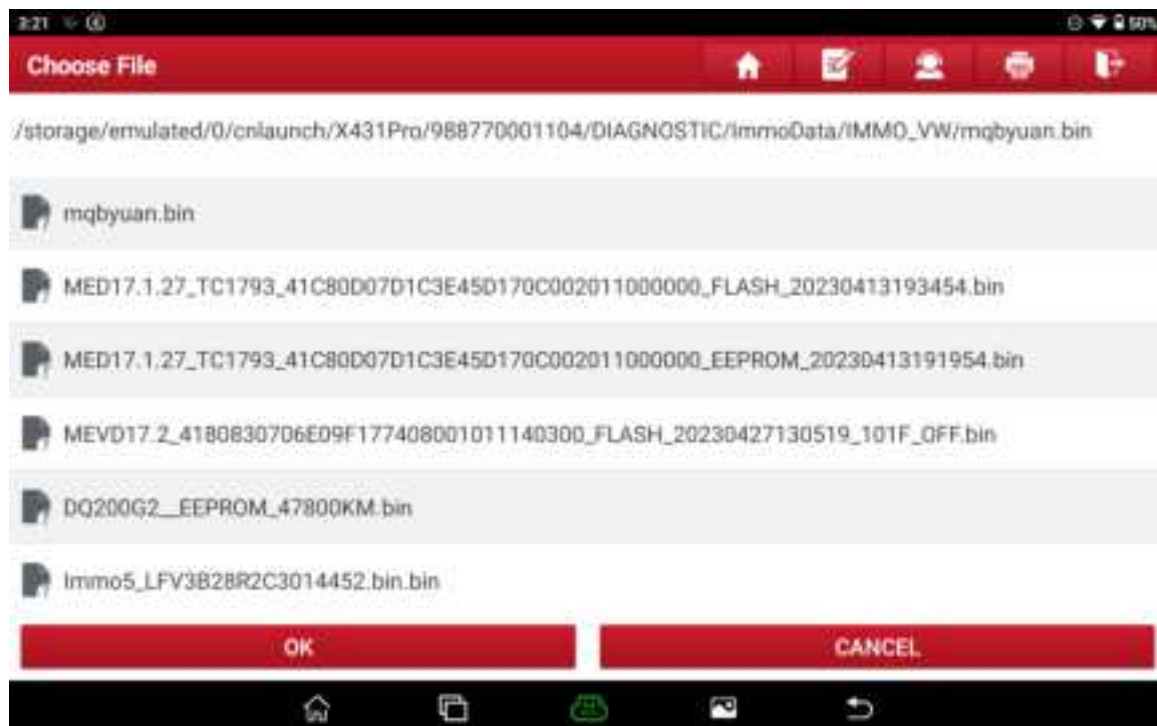 3:21
50%
Choose File
/storage/emulated/0/cnlaunch/X431Pro/988770001104/DIAGNOSTIC/ImmoData/IMMO_VW/mqbyuan.bin
mqbyuan.bin
MED17.1.27_TC1793_41C80D07D1C3E45D170C002011000000_FLASH_20230413193454.bin
MED17.1.27_TC1793_41C80D07D1C3E45D170C002011000000_EEPROM_20230413191954.bin
MEVD17.2_4180830706E09F177408001011140300_FLASH_20230427130519_101F_OFF.bin
DQ200G2__EEPROM_47800KM.bin
Immo5_LFV3B28R2C3014452.bin.bin
OK
CANCEL